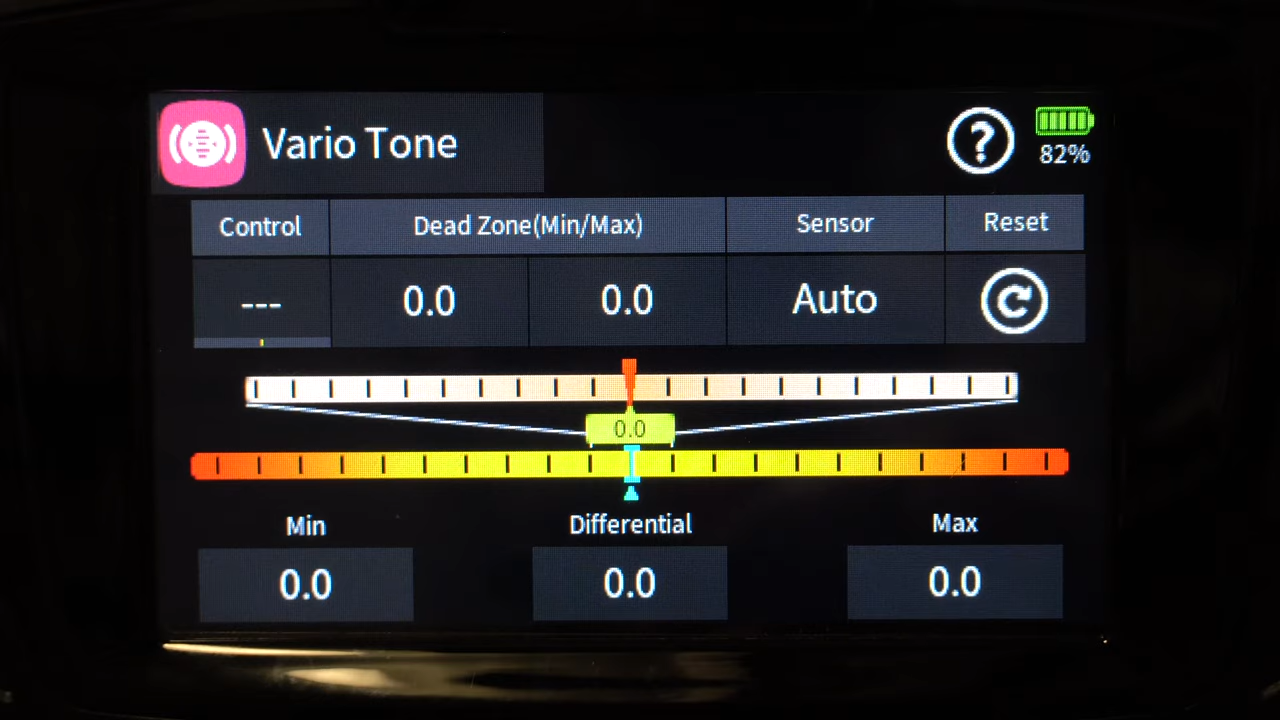 Vario Tone
?
82%
Control Dead Zone(Min/Max) Sensor Reset
--- 0.0 0.0 Auto
0.0
Min Differential Max
0.0 0.0 0.0